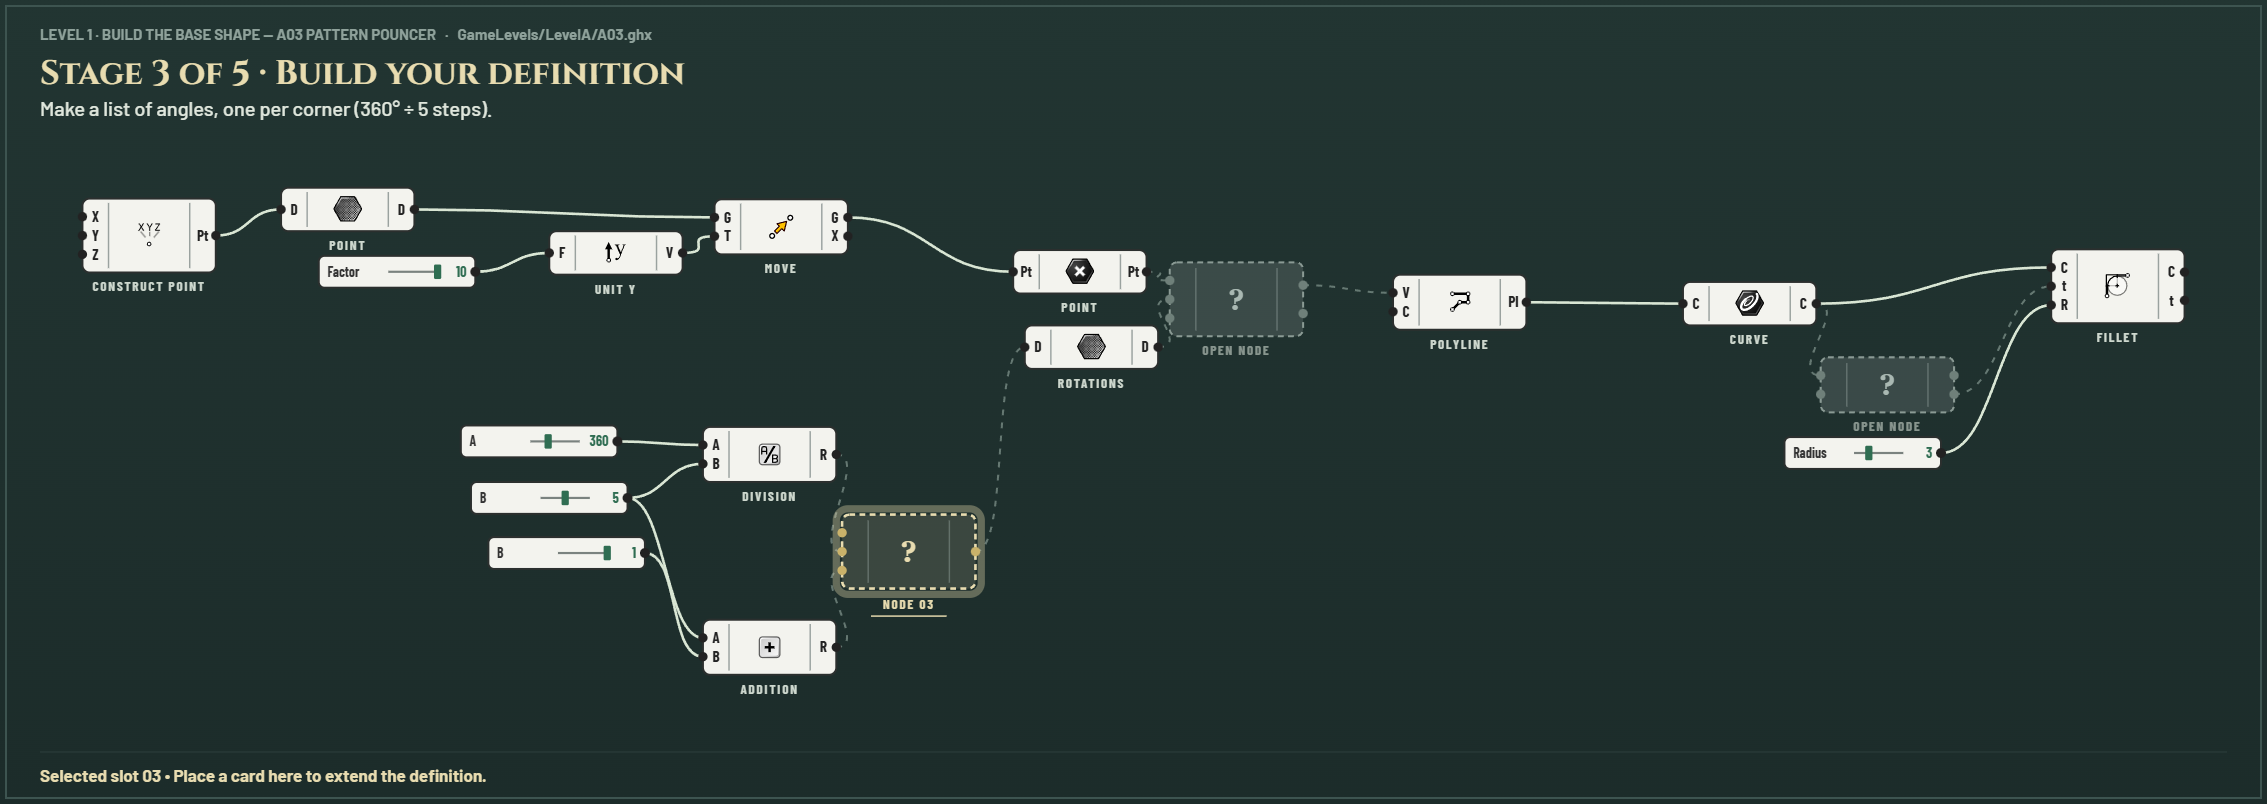 LEVEL 1 · BUILD THE BASE SHAPE — A03 PATTERN POUNCER · GameLevels/LevelA/A03.ghx
STAGE 3 OF 5 · BUILD YOUR DEFINITION
Make a list of angles, one per corner (360° ÷ 5 steps).
X
Y
Z
XYZ
Pt
CONSTRUCT POINT
D
D
POINT
Factor
10
F
y
V
UNIT Y
G
T
G
X
MOVE
Pt
Pt
POINT
D
D
ROTATIONS
?
OPEN NODE
V
C
Pl
POLYLINE
C
C
CURVE
?
OPEN NODE
Radius
3
C
t
R
C
t
FILLET
A
360
B
5
B
1
A
B
A/B
R
DIVISION
?
NODE 03
A
B
+
R
ADDITION
Selected slot 03 • Place a card here to extend the definition.